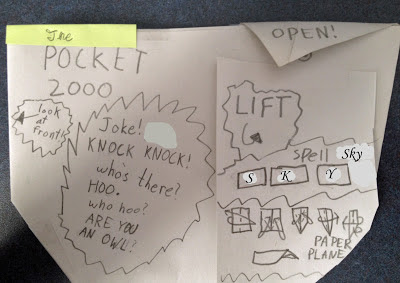 The
POCKET
2000
look
at
front!
Joke!
KNOCK KNOCK!
who's there?
HOO.
who hoo?
ARE YOU
AN OWL?
OPEN!
LIFT
Spell Sky
S K Y
PAPER
PLANE